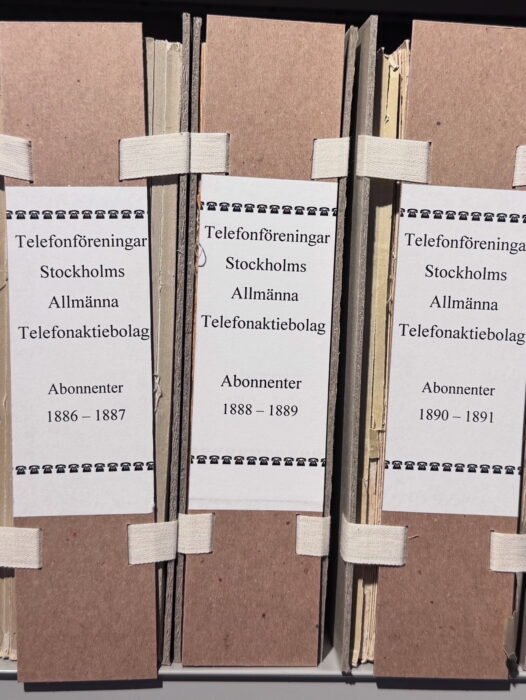 Telefonföreningar
Stockholms
Allmänna
Telefonaktiebolag
Abonnenter
1886 – 1887
Telefonföreningar
Stockholms
Allmänna
Telefonaktiebolag
Abonnenter
1888 – 1889
Telefonföreninga
Stockholms
Allmänna
Telefonaktiebolag
Abonnenter
1890 – 1891